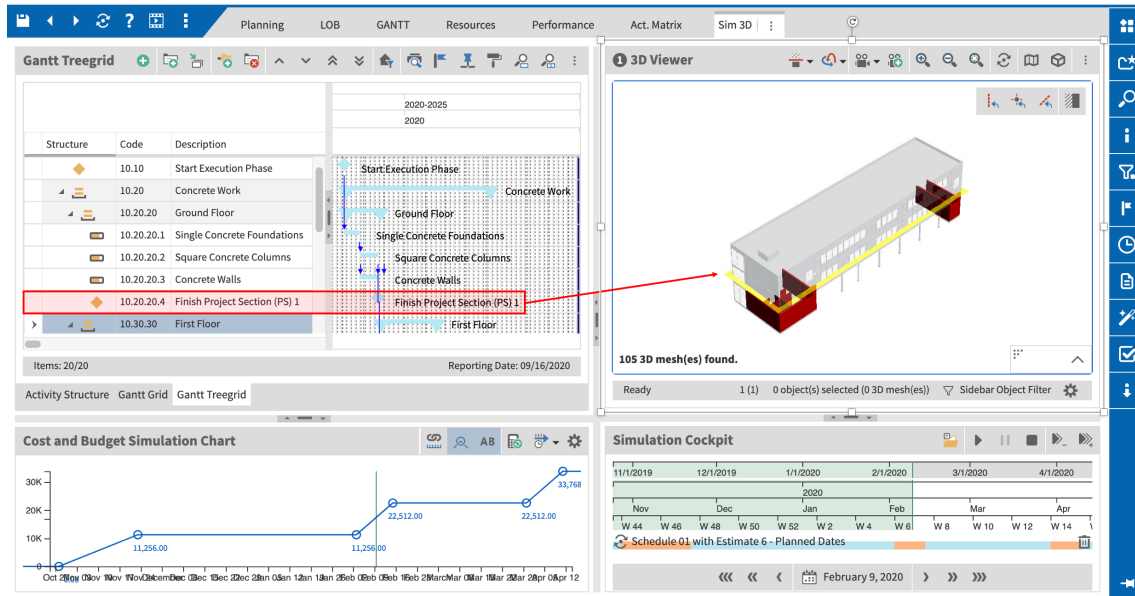 Planning LOB GANTT Resources Performance Act. Matrix Sim 3D
Gantt Treegrid
2020-2025
2020
Structure Code Description
10.10 Start Execution Phase
10.20 Concrete Work
10.20.20 Ground Floor
10.20.20.1 Single Concrete Foundations
10.20.20.2 Square Concrete Columns
10.20.20.3 Concrete Walls
10.20.20.4 Finish Project Section (PS) 1
10.30.30 First Floor
Start Execution Phase
Concrete Work
Ground Floor
Single Concrete Foundations
Square Concrete Columns
Concrete Walls
Finish Project Section (PS) 1
First Floor
Items: 20/20 Reporting Date: 09/16/2020
Activity Structure Gantt Grid Gantt Treegrid
1 3D Viewer
105 3D mesh(es) found.
Ready 1 (1) 0 object(s) selected (0 3D mesh(es)) Sidebar Object Filter
Cost and Budget Simulation Chart
AB
30K
20K
10K
0
11,256.00
11,256.00
22,512.00
22,512.00
33,768
Apr 12
Simulation Cockpit
11/1/2019 12/1/2019 1/1/2020 2/1/2020 3/1/2020 4/1/2020
2020
Nov Dec Jan Feb Mar Apr
W 44 W 46 W 48 W 50 W 52 W 2 W 4 W 6 W 8 W 10 W 12 W 14
Schedule 01 with Estimate 6 - Planned Dates
February 9, 2020